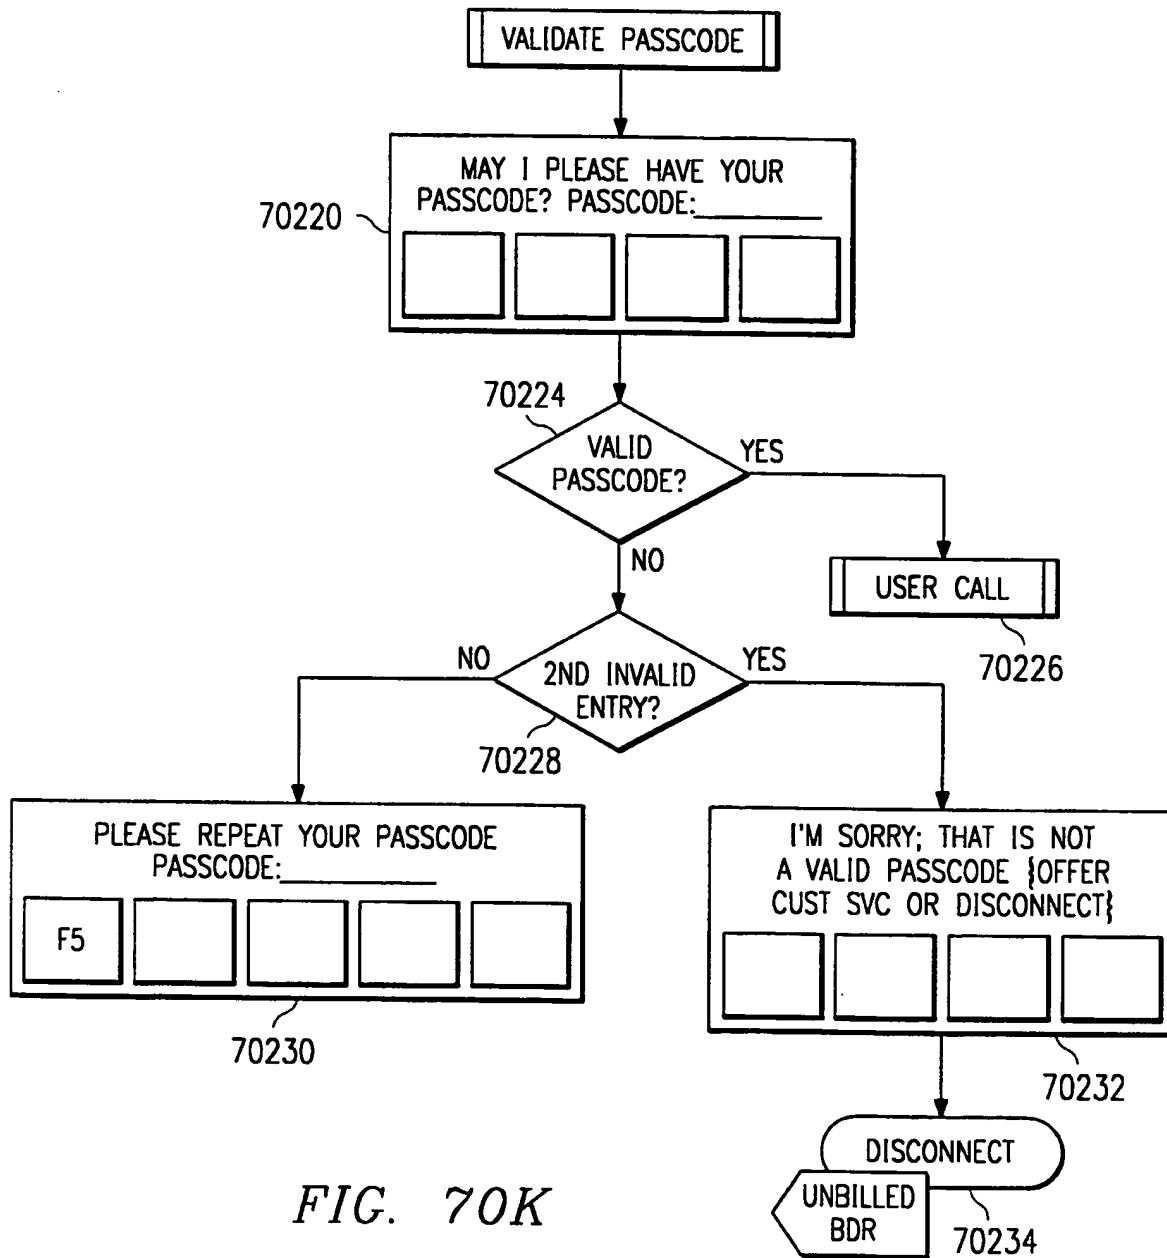 VALIDATE PASSCODE
MAY I PLEASE HAVE YOUR
PASSCODE? PASSCODE:__________
70220
70224
VALID
PASSCODE?
YES
NO
USER CALL
70226
NO
2ND INVALID
ENTRY?
YES
70228
PLEASE REPEAT YOUR PASSCODE
PASSCODE:____________
F5
70230
I'M SORRY; THAT IS NOT
A VALID PASSCODE {OFFER
CUST SVC OR DISCONNECT}
70232
DISCONNECT
UNBILLED
BDR
70234
FIG. 70K